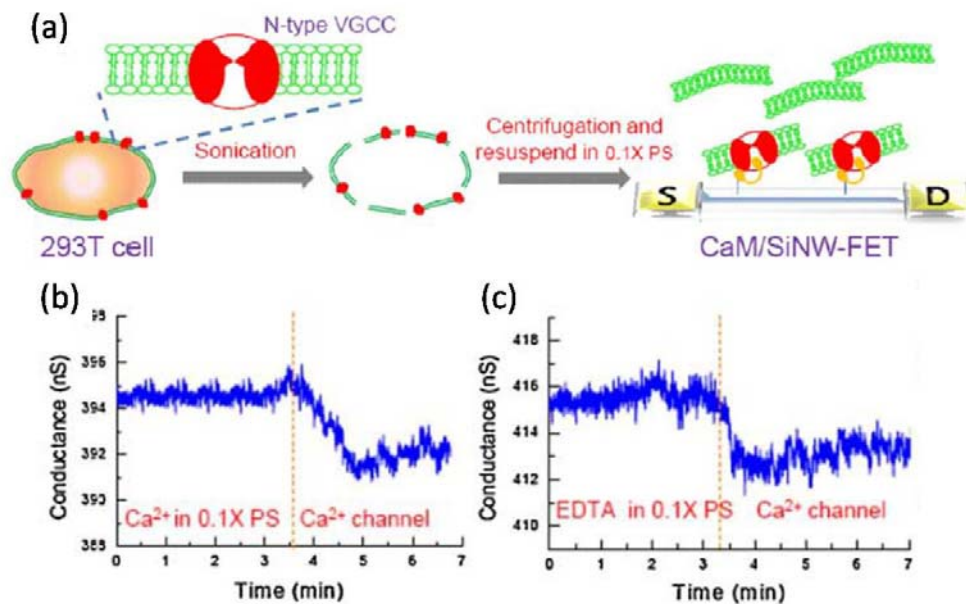 (a)
N-type VGCC
Sonication
Centrifugation and
resuspend in 0.1X PS
S
D
293T cell
CaM/SiNW-FET
(b)
(c)
Conductance (nS)
396
394
392
390
388
Ca²⁺ in 0.1X PS
Ca²⁺ channel
0 1 2 3 4 5 6 7
Time (min)
Conductance (nS)
418
416
414
412
410
EDTA in 0.1X PS
Ca²⁺ channel
0 1 2 3 4 5 6 7
Time (min)